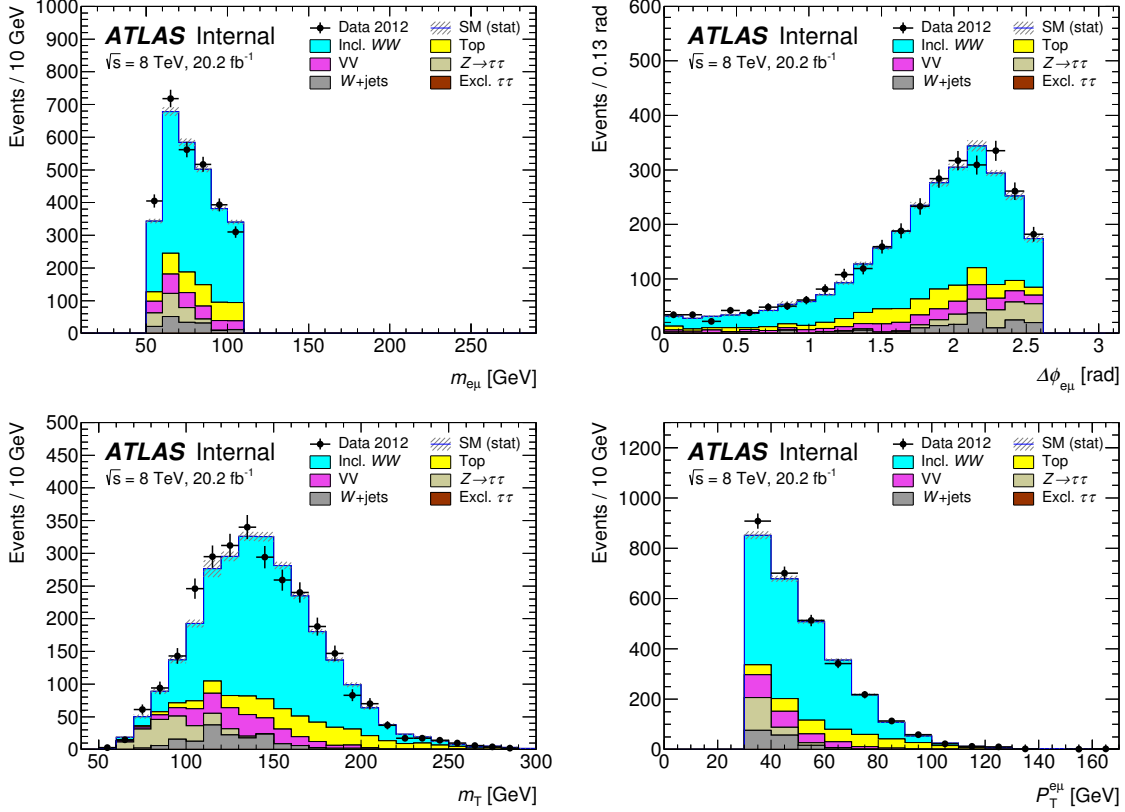 Events / 10 GeV
1000
900
800
700
600
500
400
300
200
100
0
ATLAS Internal
√s = 8 TeV, 20.2 fb⁻¹
Data 2012
SM (stat)
Incl. WW
Top
VV
Z→ττ
W+jets
Excl. ττ
50 100 150 200 250
m_eμ [GeV]
Events / 0.13 rad
600
500
400
300
200
100
0
ATLAS Internal
√s = 8 TeV, 20.2 fb⁻¹
Data 2012
SM (stat)
Incl. WW
Top
VV
Z→ττ
W+jets
Excl. ττ
0 0.5 1 1.5 2 2.5 3
Δϕ_eμ [rad]
Events / 10 GeV
500
450
400
350
300
250
200
150
100
50
0
ATLAS Internal
√s = 8 TeV, 20.2 fb⁻¹
Data 2012
SM (stat)
Incl. WW
Top
VV
Z→ττ
W+jets
Excl. ττ
50 100 150 200 250 300
m_T [GeV]
Events / 10 GeV
1200
1000
800
600
400
200
0
ATLAS Internal
√s = 8 TeV, 20.2 fb⁻¹
Data 2012
SM (stat)
Incl. WW
Top
VV
Z→ττ
W+jets
Excl. ττ
0 20 40 60 80 100 120 140 160
P_T^eμ [GeV]